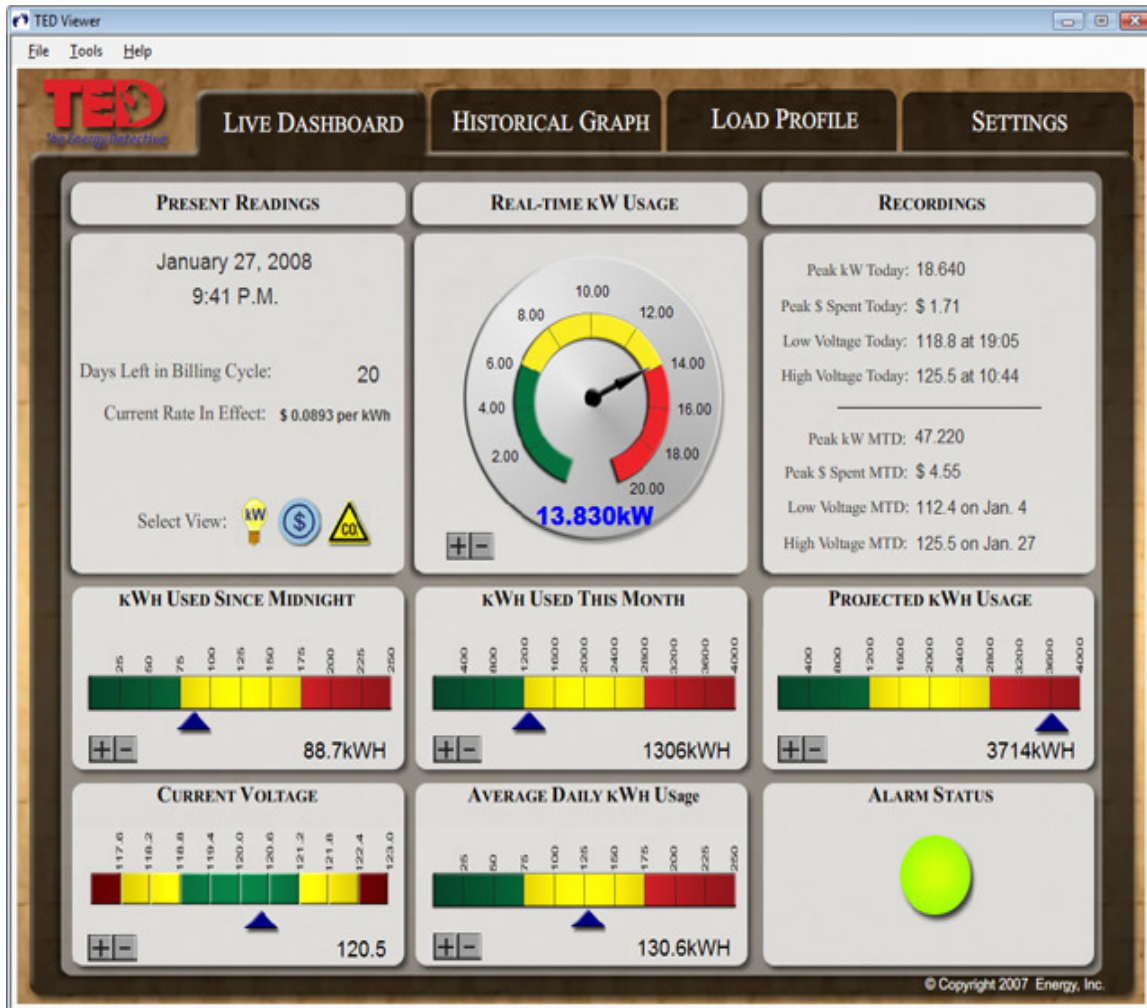 TED Viewer
File Tools Help
TED
The Energy Detective
LIVE DASHBOARD
HISTORICAL GRAPH
LOAD PROFILE
SETTINGS
PRESENT READINGS
January 27, 2008
9:41 P.M.
Days Left in Billing Cycle: 20
Current Rate In Effect: $ 0.0893 per kWh
Select View: kW $ CO
REAL-TIME KW USAGE
2.00
4.00
6.00
8.00
10.00
12.00
14.00
16.00
18.00
20.00
13.830kW
+ -
RECORDINGS
Peak kW Today: 18.640
Peak $ Spent Today: $ 1.71
Low Voltage Today: 118.8 at 19:05
High Voltage Today: 125.5 at 10:44
Peak kW MTD: 47.220
Peak $ Spent MTD: $ 4.55
Low Voltage MTD: 112.4 on Jan. 4
High Voltage MTD: 125.5 on Jan. 27
KWH USED SINCE MIDNIGHT
25 50 75 100 125 150 175 200 225 250
+ - 88.7kWH
KWH USED THIS MONTH
400 800 1200 1600 2000 2400 2800 3200 3600 4000
+ - 1306kWH
PROJECTED KWH USAGE
400 800 1200 1600 2000 2400 2800 3200 3600 4000
+ - 3714kWH
CURRENT VOLTAGE
117.6 118.2 118.8 119.4 120.0 120.6 121.2 121.8 122.4 123.0
+ - 120.5
AVERAGE DAILY KWH USage
25 50 75 100 125 150 175 200 225 250
+ - 130.6kWH
ALARM STATUS
© Copyright 2007 Energy, Inc.